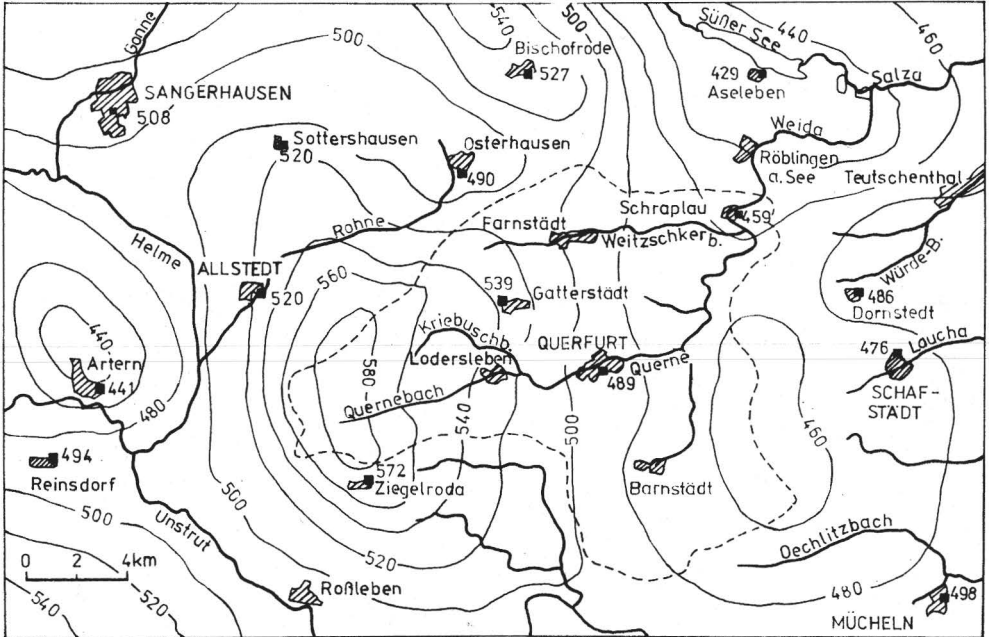 Gonne
540
500
460
Süßer See
440
500
Bischofrode
527
429
Aseleben
Salza
SANGERHAUSEN
508
Weida
Sottershausen
520
Osterhausen
490
Röblingen
a. See
Teutschenthal
Schraplau
459
Farnstädt
Weitzschkerb.
Rohne
Helme
Würde-B.
ALLSTEDT
520
560
539
Gatterstädt
486
Dornstedt
440
Kriebuschb.
QUERFURT
476
Laucha
Artern
441
580
Lodersleben
Querne
489
SCHAF-
STÄDT
480
Quernebach
540
500
460
494
Reinsdorf
572
Ziegelroda
Barnstädt
500
500
Unstrut
520
Oechlitzbach
0 2 4km
540
520
Roßleben
480
498
MÜCHELN